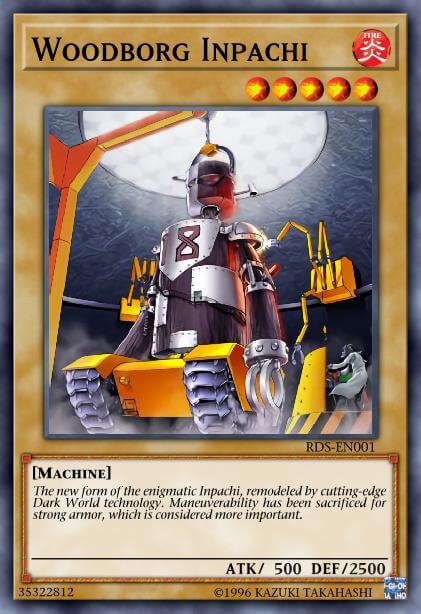 WOODBORG INPACHI
FIRE
炎
18
RDS-EN001
[MACHINE]
The new form of the enigmatic Inpachi, remodeled by cutting-edge
Dark World technology. Maneuverability has been sacrificed for
strong armor, which is considered more important.
ATK/ 500 DEF/2500
35322812
©1996 KAZUKI TAKAHASHI